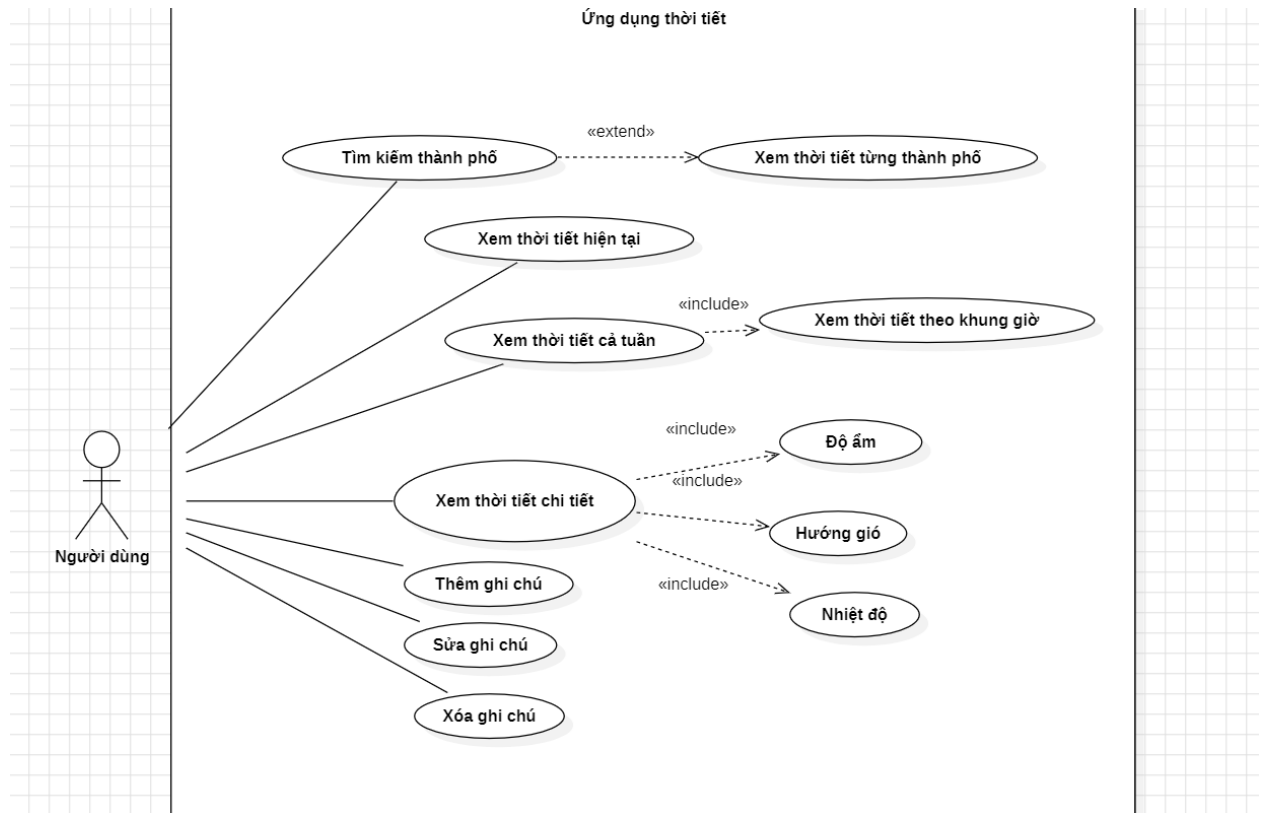 Ứng dụng thời tiết
«extend»
Tìm kiếm thành phố
Xem thời tiết từng thành phố
Xem thời tiết hiện tại
«include»
Xem thời tiết cả tuần
Xem thời tiết theo khung giờ
«include»
Độ ẩm
«include»
Xem thời tiết chi tiết
Hướng gió
Người dùng
«include»
Thêm ghi chú
Nhiệt độ
Sửa ghi chú
Xóa ghi chú